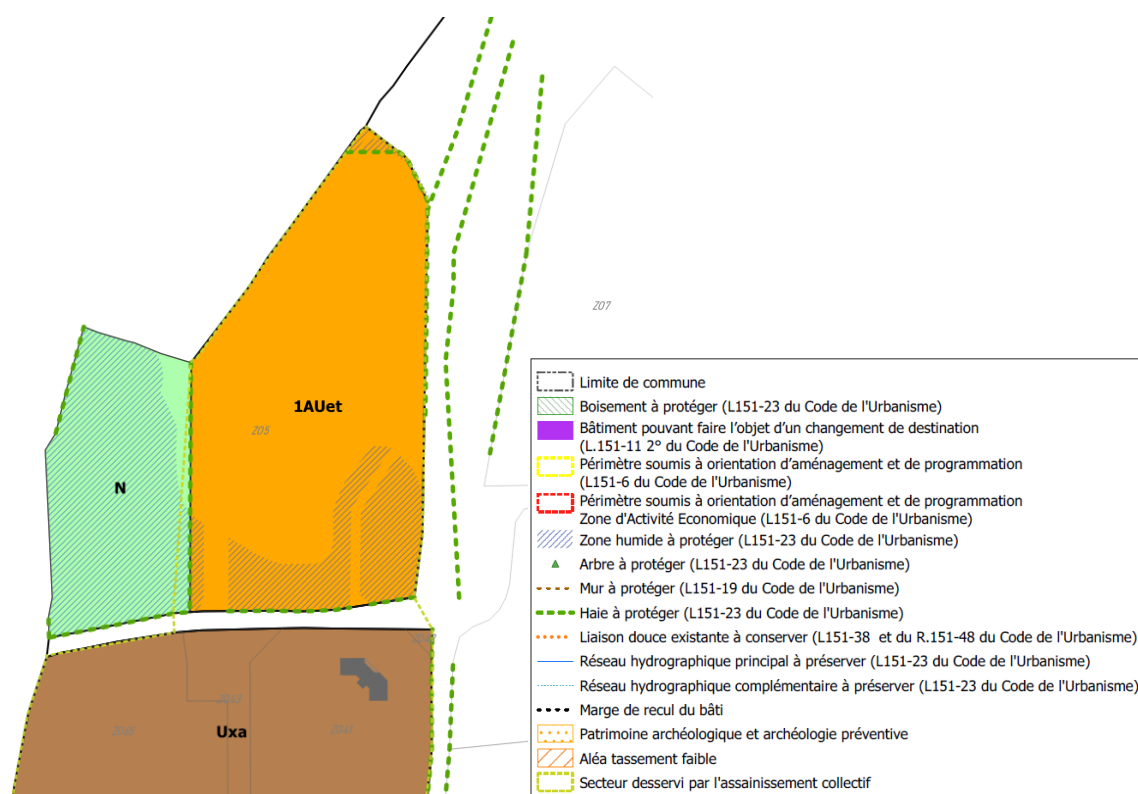 Z07
1AUet
Z05
N
Limite de commune
Boisement à protéger (L151-23 du Code de l'Urbanisme)
Bâtiment pouvant faire l’objet d’un changement de destination
(L.151-11 2° du Code de l'Urbanisme)
Périmètre soumis à orientation d’aménagement et de programmation
(L151-6 du Code de l'Urbanisme)
Périmètre soumis à orientation d’aménagement et de programmation
Zone d'Activité Economique (L151-6 du Code de l'Urbanisme)
Zone humide à protéger (L151-23 du Code de l'Urbanisme)
Arbre à protéger (L151-23 du Code de l'Urbanisme)
Mur à protéger (L151-19 du Code de l'Urbanisme)
Haie à protéger (L151-23 du Code de l'Urbanisme)
Liaison douce existante à conserver (L151-38 et du R.151-48 du Code de l'Urbanisme)
Réseau hydrographique principal à préserver (L151-23 du Code de l'Urbanisme)
Réseau hydrographique complémentaire à préserver (L151-23 du Code de l'Urbanisme)
Marge de recul du bâti
Patrimoine archéologique et archéologie préventive
Aléa tassement faible
Secteur desservi par l'assainissement collectif
Z043
Z065
Uxa
Z041